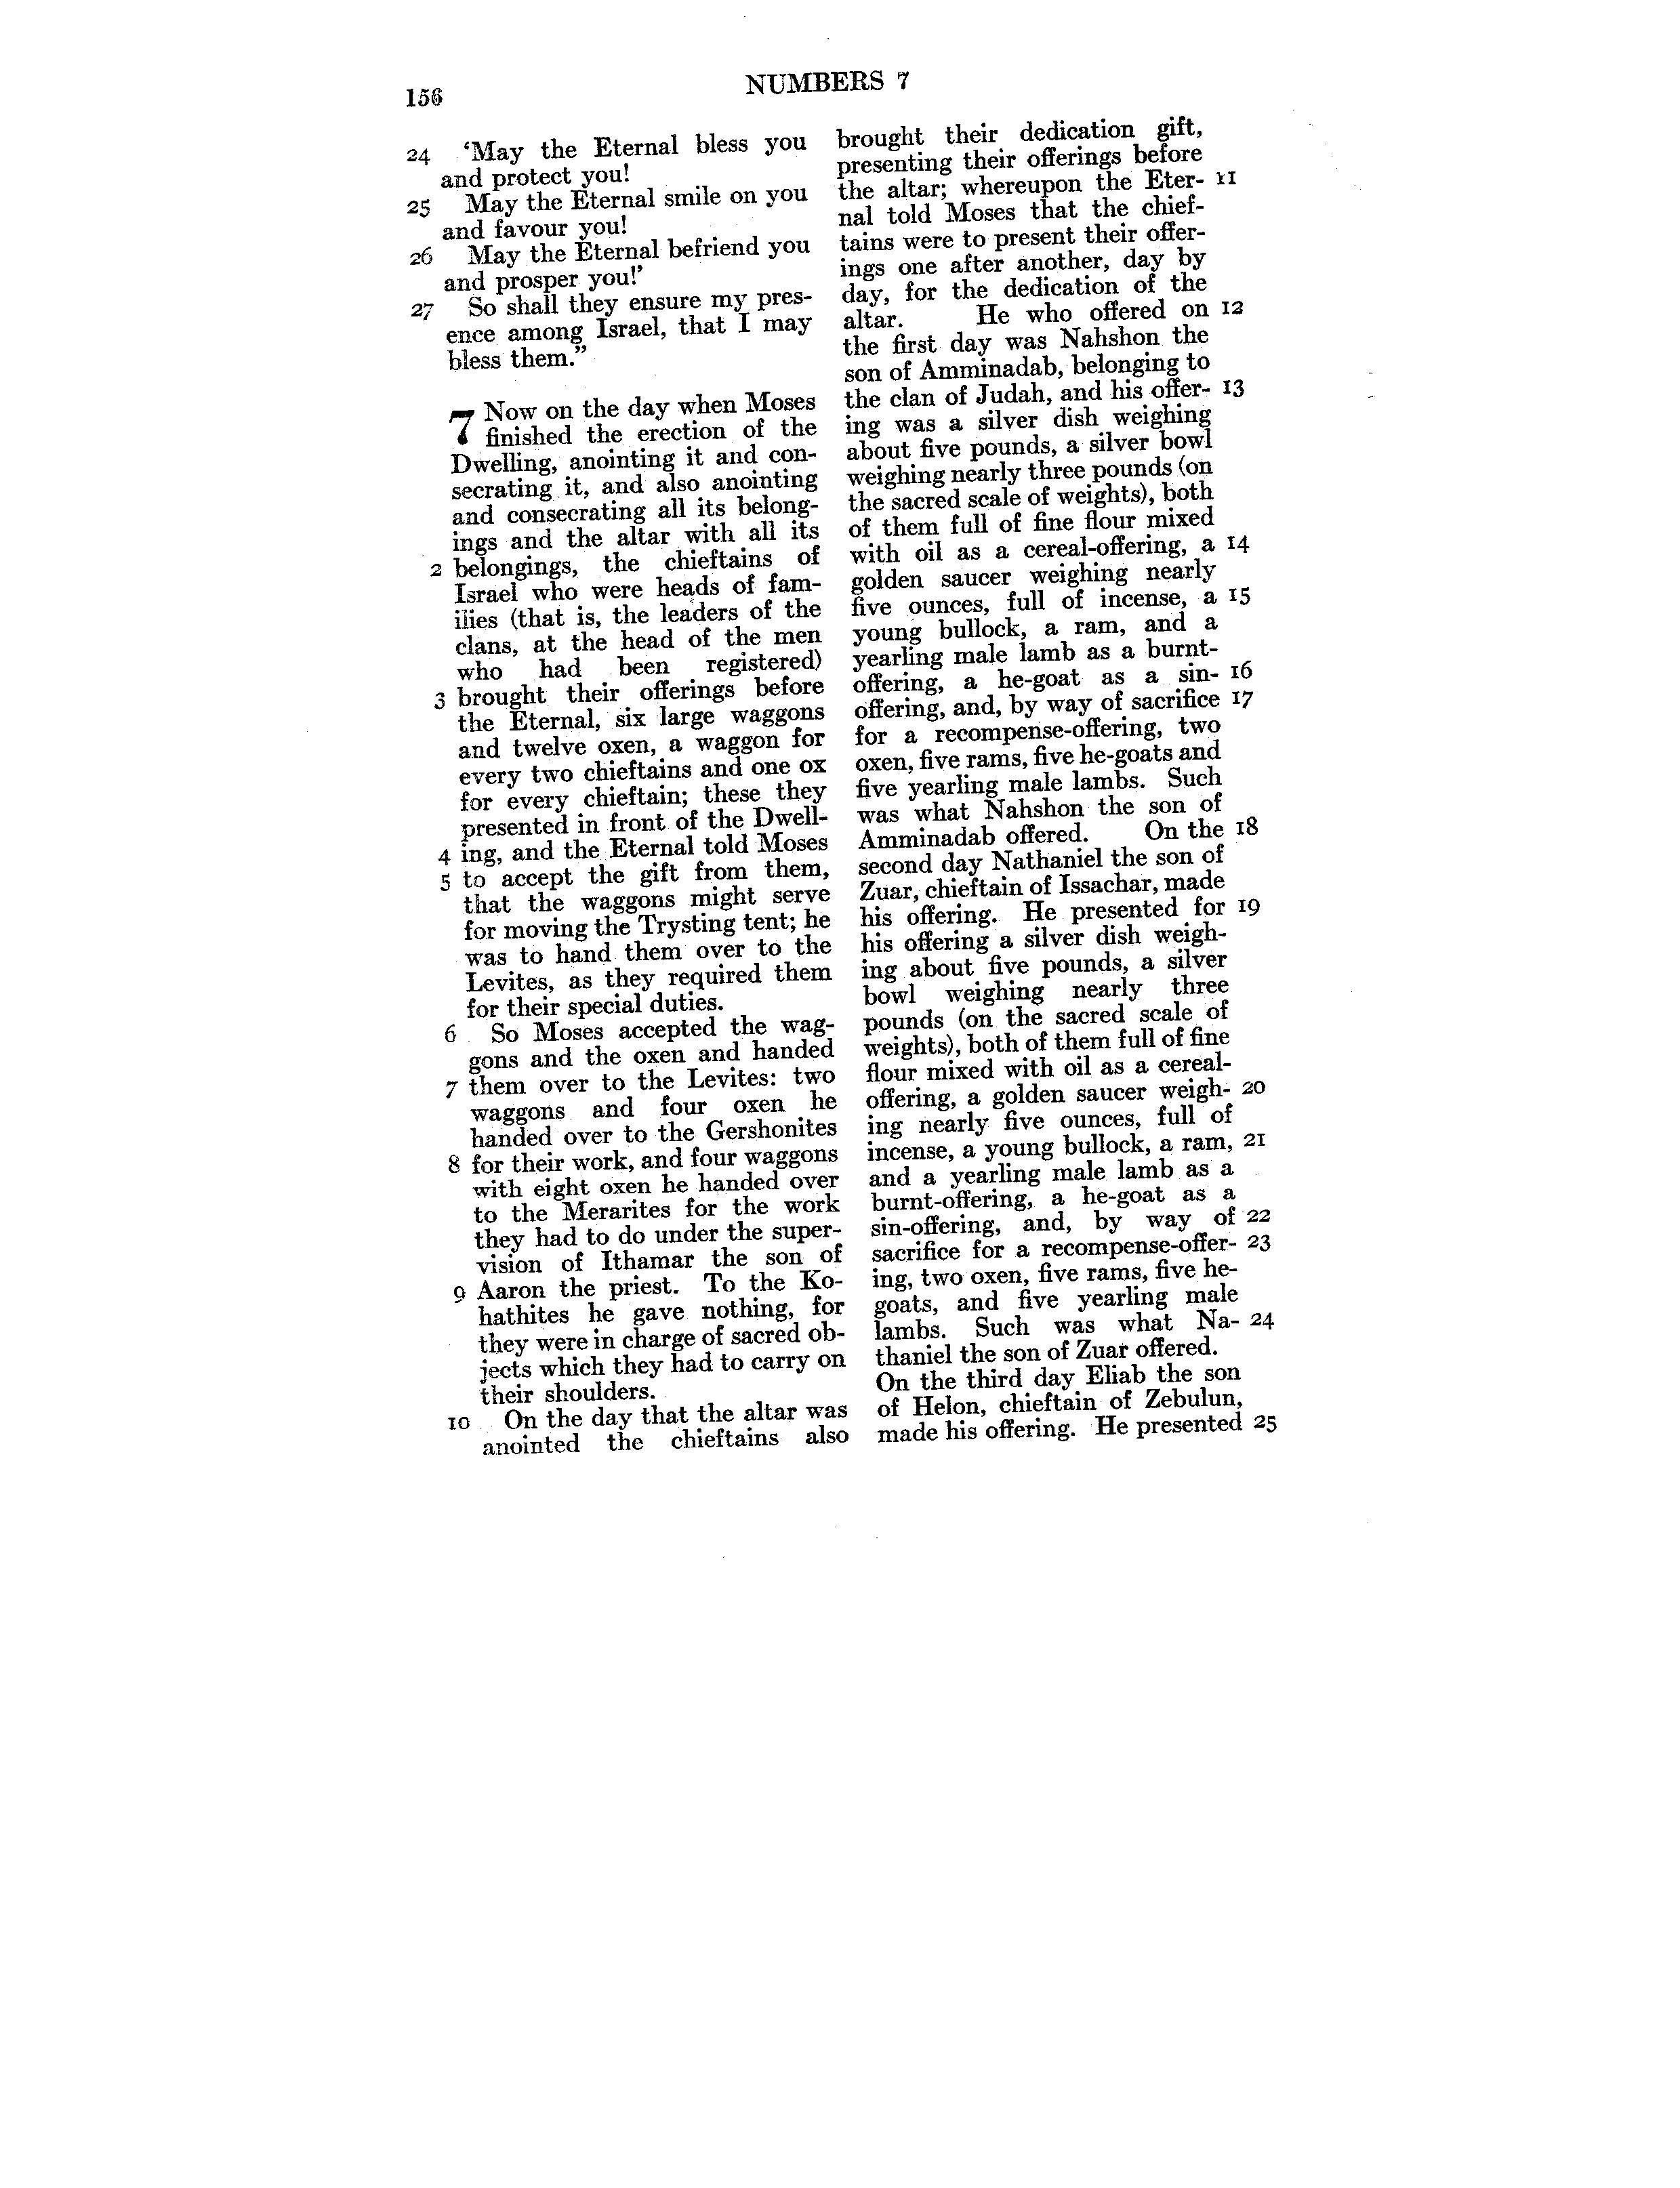 156
NUMBERS 7
24 ‘May the Eternal bless you
and protect you!
25 May the Eternal smile on you
and favour you!
26 May the Eternal befriend you
and prosper you!’
27 So shall they ensure my pres-
ence among Israel, that I may
bless them.”
7 Now on the day when Moses
finished the erection of the
Dwelling, anointing it and con-
secrating it, and also anointing
and consecrating all its belong-
ings and the altar with all its
2 belongings, the chieftains of
Israel who were heads of fam-
ilies (that is, the leaders of the
clans, at the head of the men
who had been registered)
3 brought their offerings before
the Eternal, six large waggons
and twelve oxen, a waggon for
every two chieftains and one ox
for every chieftain; these they
presented in front of the Dwell-
4 ing, and the Eternal told Moses
5 to accept the gift from them,
that the waggons might serve
for moving the Trysting tent; he
was to hand them over to the
Levites, as they required them
for their special duties.
6 So Moses accepted the wag-
gons and the oxen and handed
7 them over to the Levites: two
waggons and four oxen he
handed over to the Gershonites
8 for their work, and four waggons
with eight oxen he handed over
to the Merarites for the work
they had to do under the super-
vision of Ithamar the son of
9 Aaron the priest. To the Ko-
hathites he gave nothing, for
they were in charge of sacred ob-
jects which they had to carry on
their shoulders.
10 On the day that the altar was
anointed the chieftains also
brought their dedication gift,
presenting their offerings before
the altar; whereupon the Eter- 11
nal told Moses that the chief-
tains were to present their offer-
ings one after another, day by
day, for the dedication of the
altar. He who offered on 12
the first day was Nahshon the
son of Amminadab, belonging to
the clan of Judah, and his offer- 13
ing was a silver dish weighing
about five pounds, a silver bowl
weighing nearly three pounds (on
the sacred scale of weights), both
of them full of fine flour mixed
with oil as a cereal-offering, a 14
golden saucer weighing nearly
five ounces, full of incense, a 15
young bullock, a ram, and a
yearling male lamb as a burnt-
offering, a he-goat as a sin- 16
offering, and, by way of sacrifice 17
for a recompense-offering, two
oxen, five rams, five he-goats and
five yearling male lambs. Such
was what Nahshon the son of
Amminadab offered. On the 18
second day Nathaniel the son of
Zuar, chieftain of Issachar, made
his offering. He presented for 19
his offering a silver dish weigh-
ing about five pounds, a silver
bowl weighing nearly three
pounds (on the sacred scale of
weights), both of them full of fine
flour mixed with oil as a cereal-
offering, a golden saucer weigh- 20
ing nearly five ounces, full of
incense, a young bullock, a ram, 21
and a yearling male lamb as a
burnt-offering, a he-goat as a
sin-offering, and, by way of 22
sacrifice for a recompense-offer- 23
ing, two oxen, five rams, five he-
goats, and five yearling male
lambs. Such was what Na- 24
thaniel the son of Zuar offered.
On the third day Eliab the son
of Helon, chieftain of Zebulun,
made his offering. He presented 25